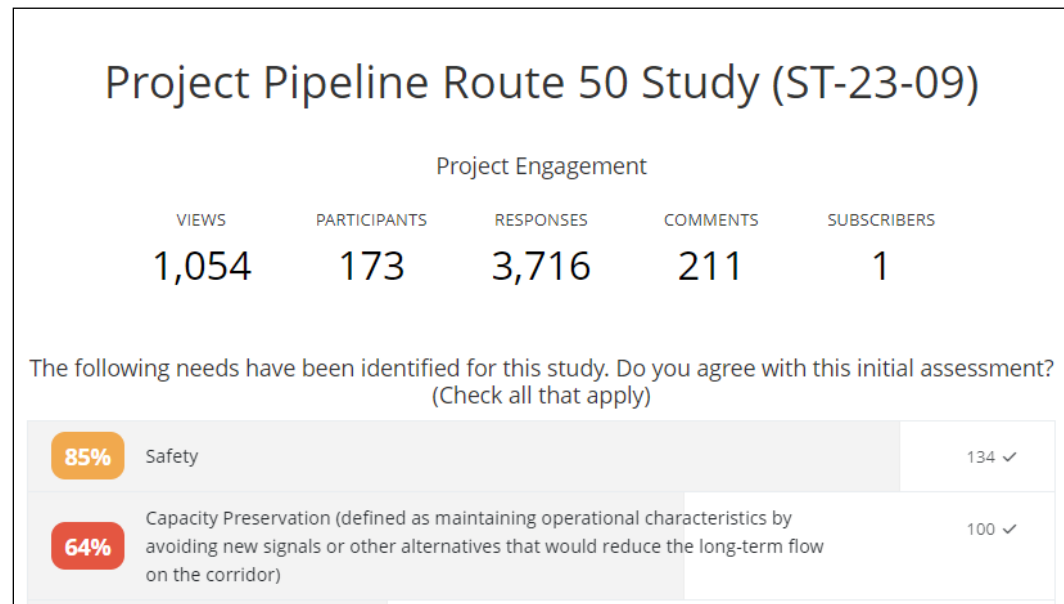 Project Pipeline Route 50 Study (ST-23-09)
Project Engagement
VIEWS PARTICIPANTS RESPONSES COMMENTS SUBSCRIBERS
1,054 173 3,716 211 1
The following needs have been identified for this study. Do you agree with this initial assessment?
(Check all that apply)
85% Safety 134 ✓
Capacity Preservation (defined as maintaining operational characteristics by
64% avoiding new signals or other alternatives that would reduce the long-term flow 100 ✓
on the corridor)